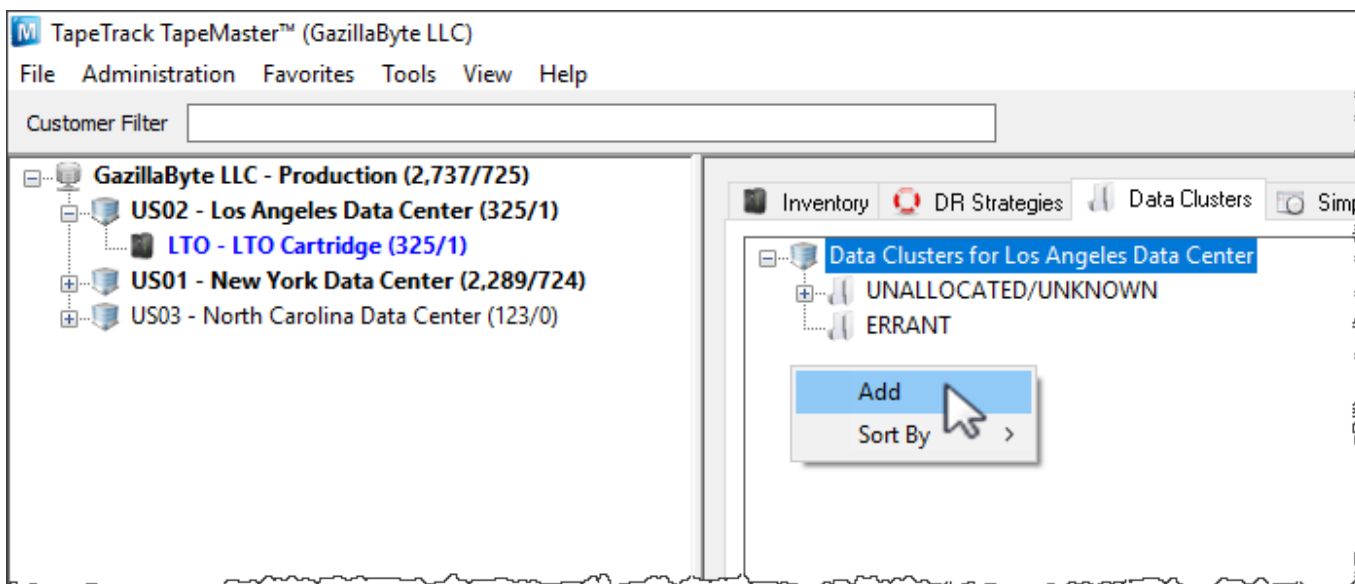 TapeTrack TapeMaster™ (GazillaByte LLC)
File Administration Favorites Tools View Help
Customer Filter
GazillaByte LLC - Production (2,737/725)
US02 - Los Angeles Data Center (325/1)
LTO - LTO Cartridge (325/1)
US01 - New York Data Center (2,289/724)
US03 - North Carolina Data Center (123/0)
Inventory DR Strategies Data Clusters
Data Clusters for Los Angeles Data Center
UNALLOCATED/UNKNOWN
ERRANT
Add
Sort By